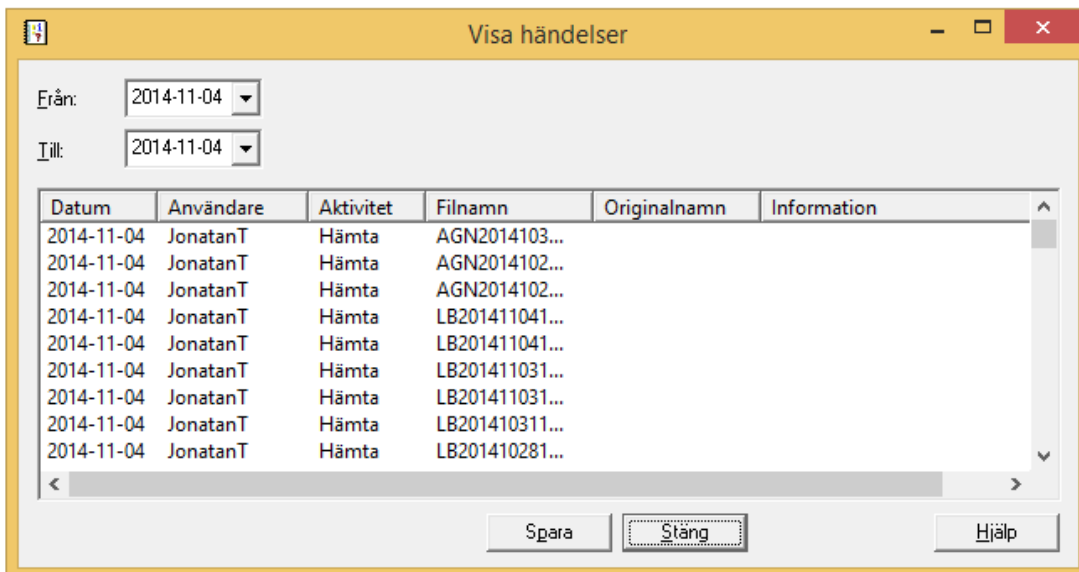 Visa händelser
Från: 2014-11-04
Till: 2014-11-04
Datum Användare Aktivitet Filnamn Originalnamn Information
2014-11-04 JonatanT Hämta AGN2014103...
2014-11-04 JonatanT Hämta AGN2014102...
2014-11-04 JonatanT Hämta AGN2014102...
2014-11-04 JonatanT Hämta LB201411041...
2014-11-04 JonatanT Hämta LB201411041...
2014-11-04 JonatanT Hämta LB201411031...
2014-11-04 JonatanT Hämta LB201411031...
2014-11-04 JonatanT Hämta LB201410311...
2014-11-04 JonatanT Hämta LB201410281...
Spara Stäng Hjälp